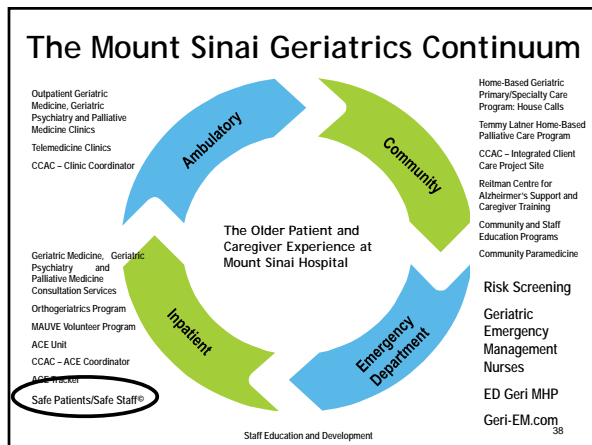 The Mount Sinai Geriatrics Continuum
Outpatient Geriatric
Medicine, Geriatric
Psychiatry and Palliative
Medicine Clinics
Telemedicine Clinics
CCAC – Clinic Coordinator
Ambulatory
Community
Home-Based Geriatric
Primary/Specialty Care
Program: House Calls
Temmy Latner Home-Based
Palliative Care Program
CCAC – Integrated Client
Care Project Site
Reitman Centre for
Alzheimer's Support and
Caregiver Training
Community and Staff
Education Programs
Community Paramedicine
The Older Patient and
Caregiver Experience at
Mount Sinai Hospital
Geriatric Medicine, Geriatric
Psychiatry and
Palliative Medicine
Consultation Services
Orthogeriatrics Program
MAUVE Volunteer Program
ACE Unit
CCAC – ACE Coordinator
ACE Tracker
Safe Patients/Safe Staff©
Inpatient
Emergency
Department
Risk Screening
Geriatric
Emergency
Management
Nurses
ED Geri MHP
Geri-EM.com
38
Staff Education and Development